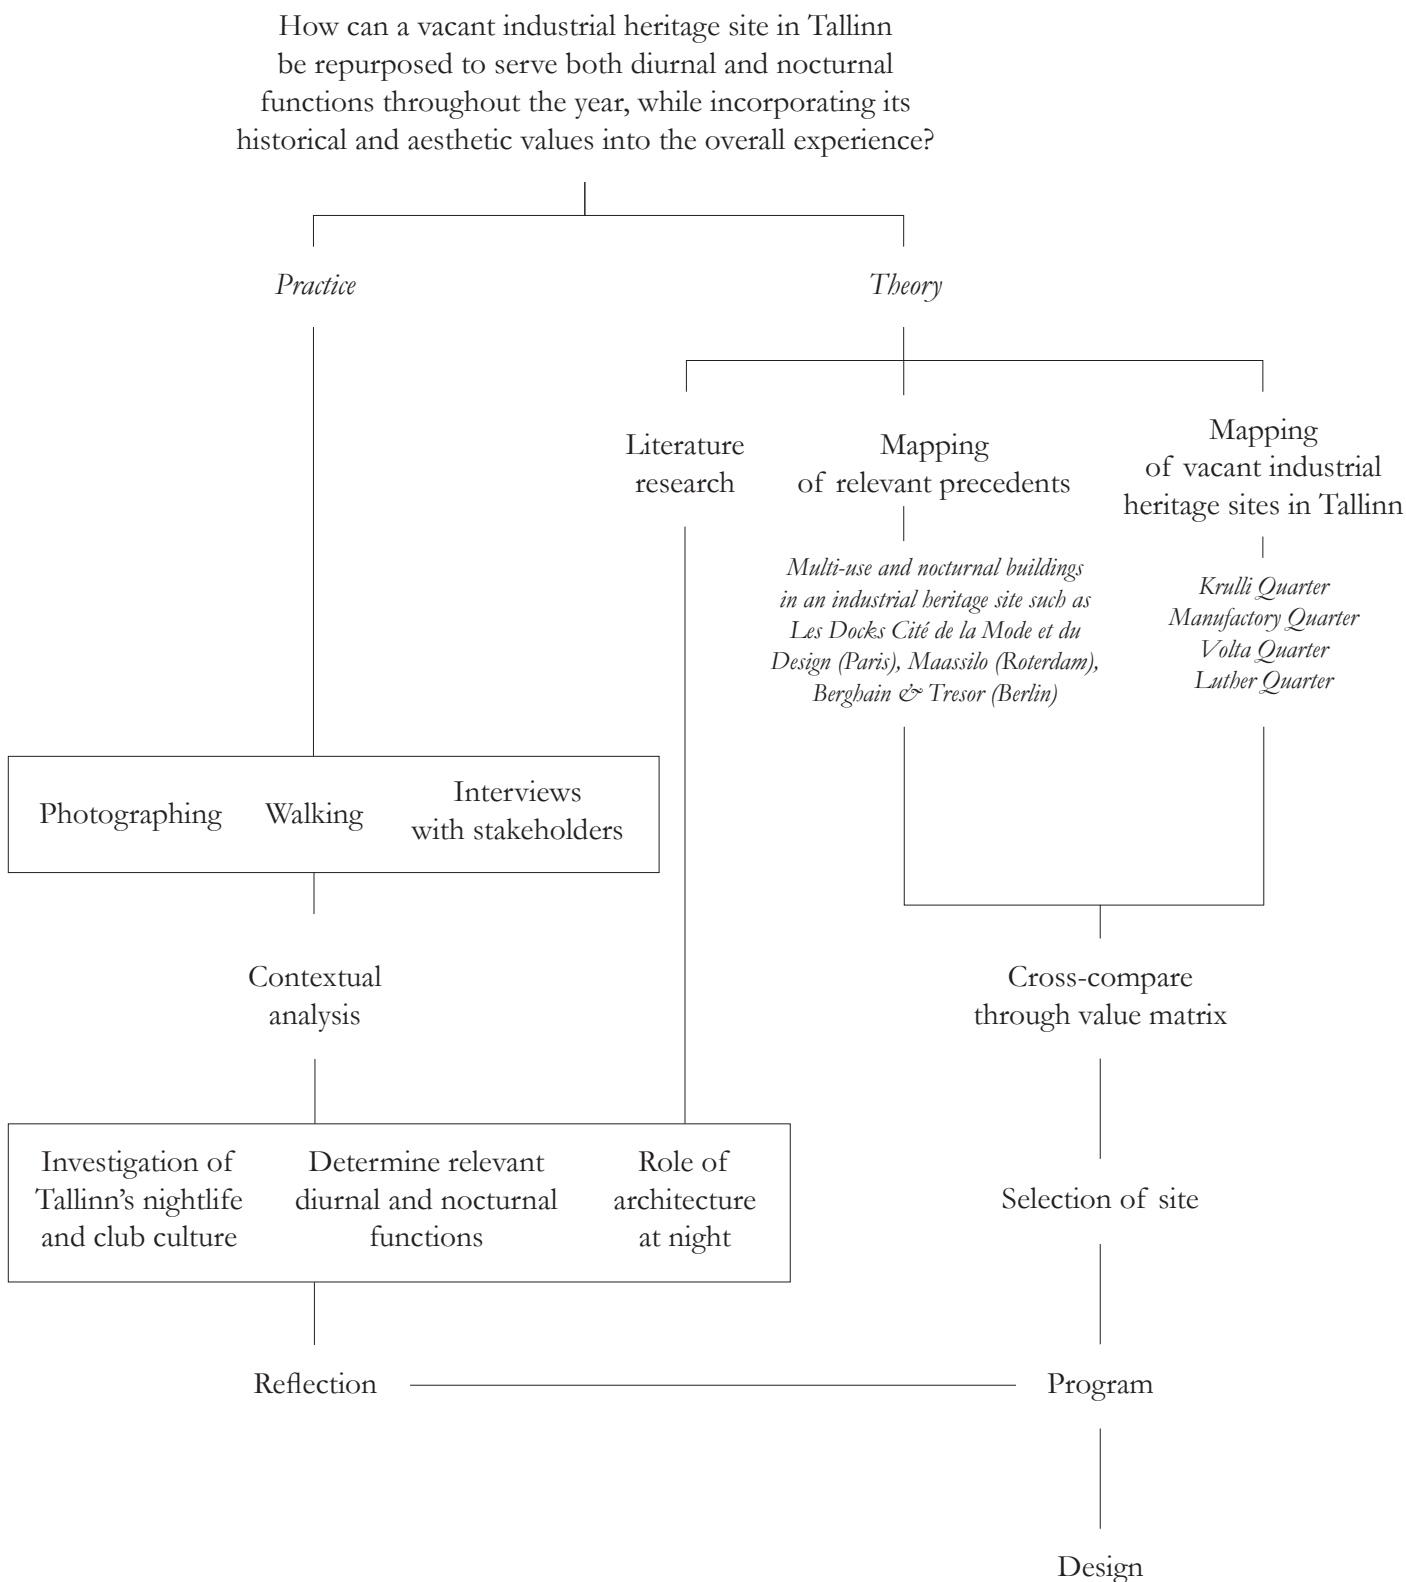 How can a vacant industrial heritage site in Tallinn
be repurposed to serve both diurnal and nocturnal
functions throughout the year, while incorporating its
historical and aesthetic values into the overall experience?
Practice
Theory
Literature
research
Mapping
of relevant precedents
Mapping
of vacant industrial
heritage sites in Tallinn
Multi-use and nocturnal buildings
in an industrial heritage site such as
Les Docks Cité de la Mode et du
Design (Paris), Maassilo (Roterdam),
Berghain & Tresor (Berlin)
Krulli Quarter
Manufactory Quarter
Volta Quarter
Luther Quarter
Photographing
Walking
Interviews
with stakeholders
Contextual
analysis
Cross-compare
through value matrix
Investigation of
Tallinn’s nightlife
and club culture
Determine relevant
diurnal and nocturnal
functions
Role of
architecture
at night
Selection of site
Reflection
Program
Design